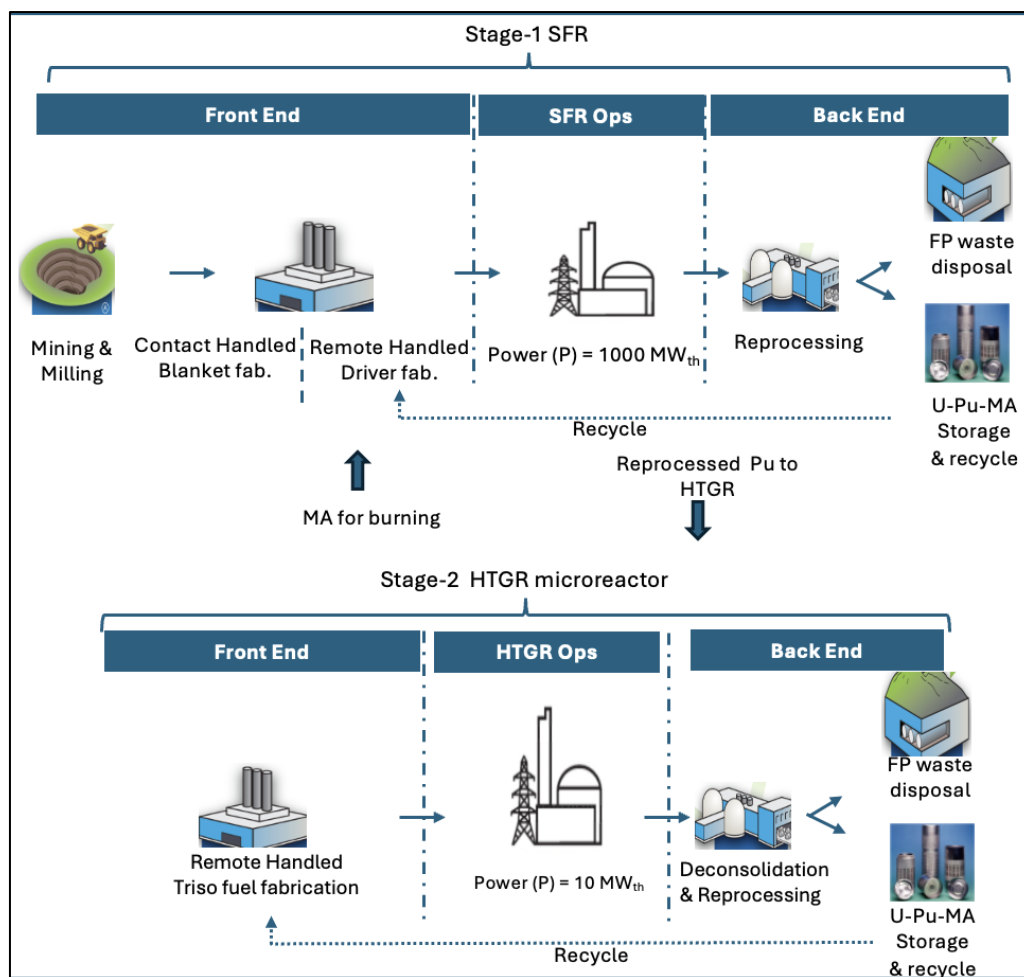 Stage-1 SFR
Front End
SFR Ops
Back End
Mining &
Milling
Contact Handled
Blanket fab.
Remote Handled
Driver fab.
Power (P) = 1000 MWth
Reprocessing
FP waste
disposal
U-Pu-MA
Storage
& recycle
Recycle
MA for burning
Reprocessed Pu to
HTGR
Stage-2 HTGR microreactor
Front End
HTGR Ops
Back End
Remote Handled
Triso fuel fabrication
Power (P) = 10 MWth
Deconsolidation
& Reprocessing
FP waste
disposal
U-Pu-MA
Storage
& recycle
Recycle